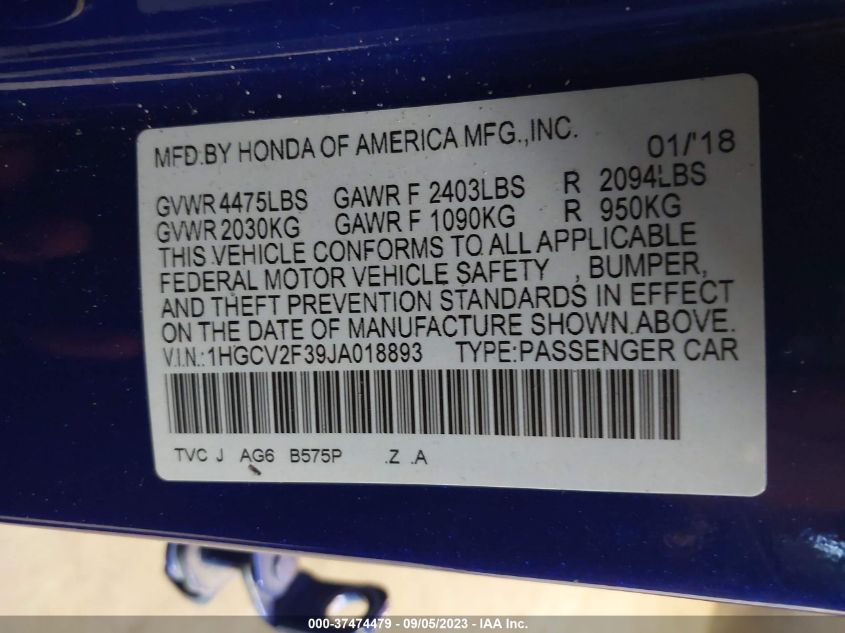 MFD.BY HONDA OF AMERICA MFG.,INC. 01/'18
GVWR 4475LBS GAWR F 2403LBS R 2094LBS
GVWR 2030KG GAWR F 1090KG R 950KG
THIS VEHICLE CONFORMS TO ALL APPLICABLE
FEDERAL MOTOR VEHICLE SAFETY , BUMPER,
AND THEFT PREVENTION STANDARDS IN EFFECT
ON THE DATE OF MANUFACTURE SHOWN ABOVE.
V.I.N.:1HGCV2F39JA018893 TYPE:PASSENGER CAR
TVC J AG6 B575P .Z .A
000-37474479 - 09/05/2023 - IAA Inc.